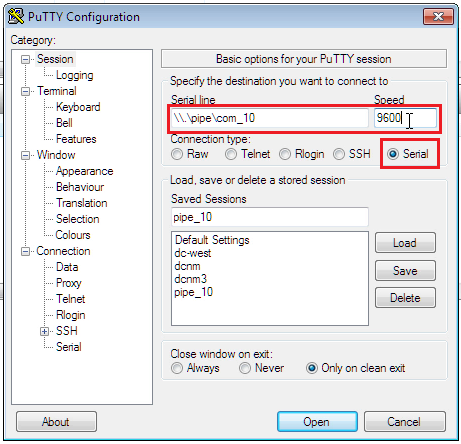 PuTTY Configuration
Category:
Session
Logging
Terminal
Keyboard
Bell
Features
Window
Appearance
Behaviour
Translation
Selection
Colours
Connection
Data
Proxy
Telnet
Rlogin
SSH
Serial
About
Basic options for your PuTTY session
Specify the destination you want to connect to
Serial line Speed
\\.\pipe\com_10 9600
Connection type:
Raw Telnet Rlogin SSH Serial
Load, save or delete a stored session
Saved Sessions
pipe_10
Default Settings
dc-west
dcnm
dcnm3
pipe_10
Load
Save
Delete
Close window on exit:
Always Never Only on clean exit
Open Cancel